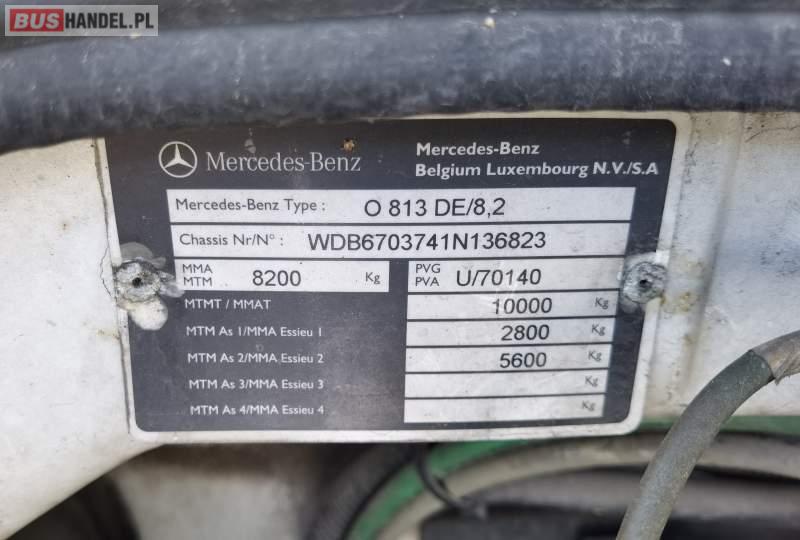 BUSHANDEL.PL
Mercedes-Benz
Mercedes-Benz
Belgium Luxembourg N.V./S.A
Mercedes-Benz Type : O 813 DE/8,2
Chassis Nr/N° : WDB6703741N136823
MMA
MTM 8200 Kg
PVG
PVA U/70140
MTMT / MMAT 10000 Kg
MTM As 1/MMA Essieu 1 2800 Kg
MTM As 2/MMA Essieu 2 5600 Kg
MTM As 3/MMA Essieu 3 Kg
MTM As 4/MMA Essieu 4 Kg